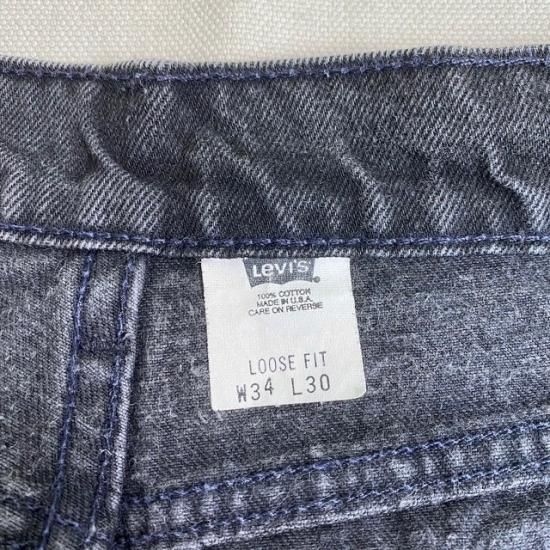 Levi's
100% COTTON
MADE IN U.S.A.
CARE ON REVERSE
LOOSE FIT
W34 L30